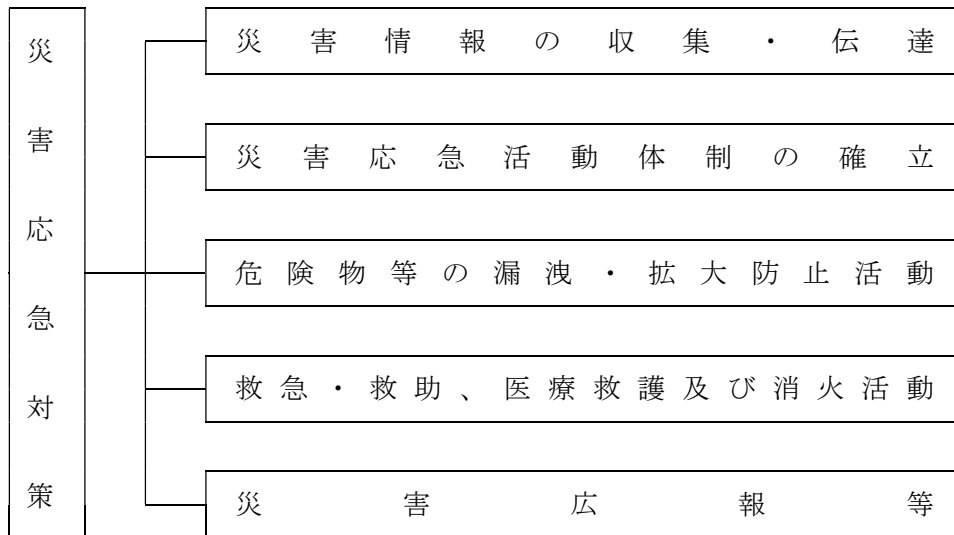 災害応急対策
災害情報の収集・伝達
災害応急活動体制の確立
危険物等の漏洩・拡大防止活動
救急・救助、医療救護及び消火活動
災害広報等